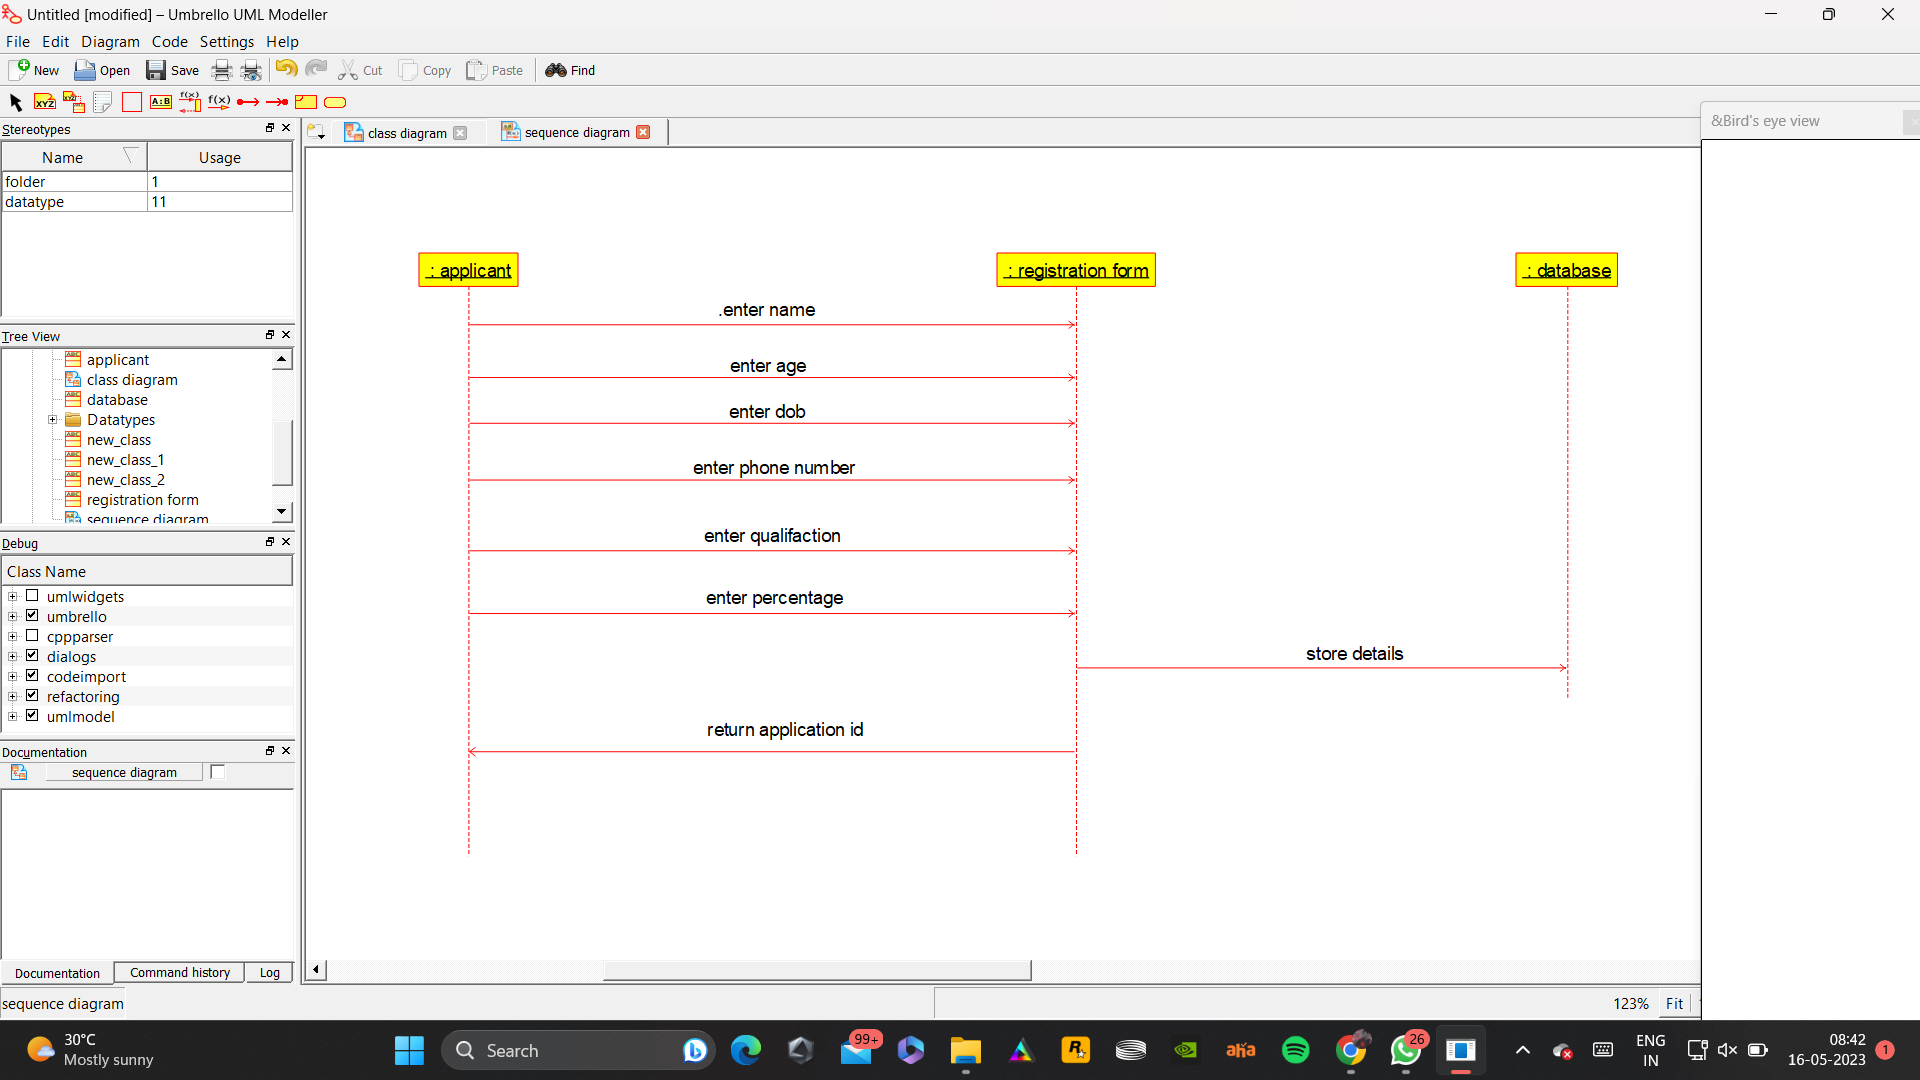 Untitled [modified] – Umbrello UML Modeller
File Edit Diagram Code Settings Help
New Open Save Cut Copy Paste Find
XYZ A:B f(x) f(x)
Stereotypes
Name Usage
folder 1
datatype 11
Tree View
applicant
class diagram
database
Datatypes
new_class
new_class_1
new_class_2
registration form
sequence diagram
Debug
Class Name
umlwidgets
umbrello
cppparser
dialogs
codeimport
refactoring
umlmodel
Documentation
sequence diagram
Documentation Command history Log
sequence diagram
class diagram sequence diagram
: applicant : registration form : database
.enter name
enter age
enter dob
enter phone number
enter qualifaction
enter percentage
store details
return application id
&Bird's eye view
123% Fit
30°C
Mostly sunny
Search
99+
R
aha
26
ENG
IN
08:42
16-05-2023
1